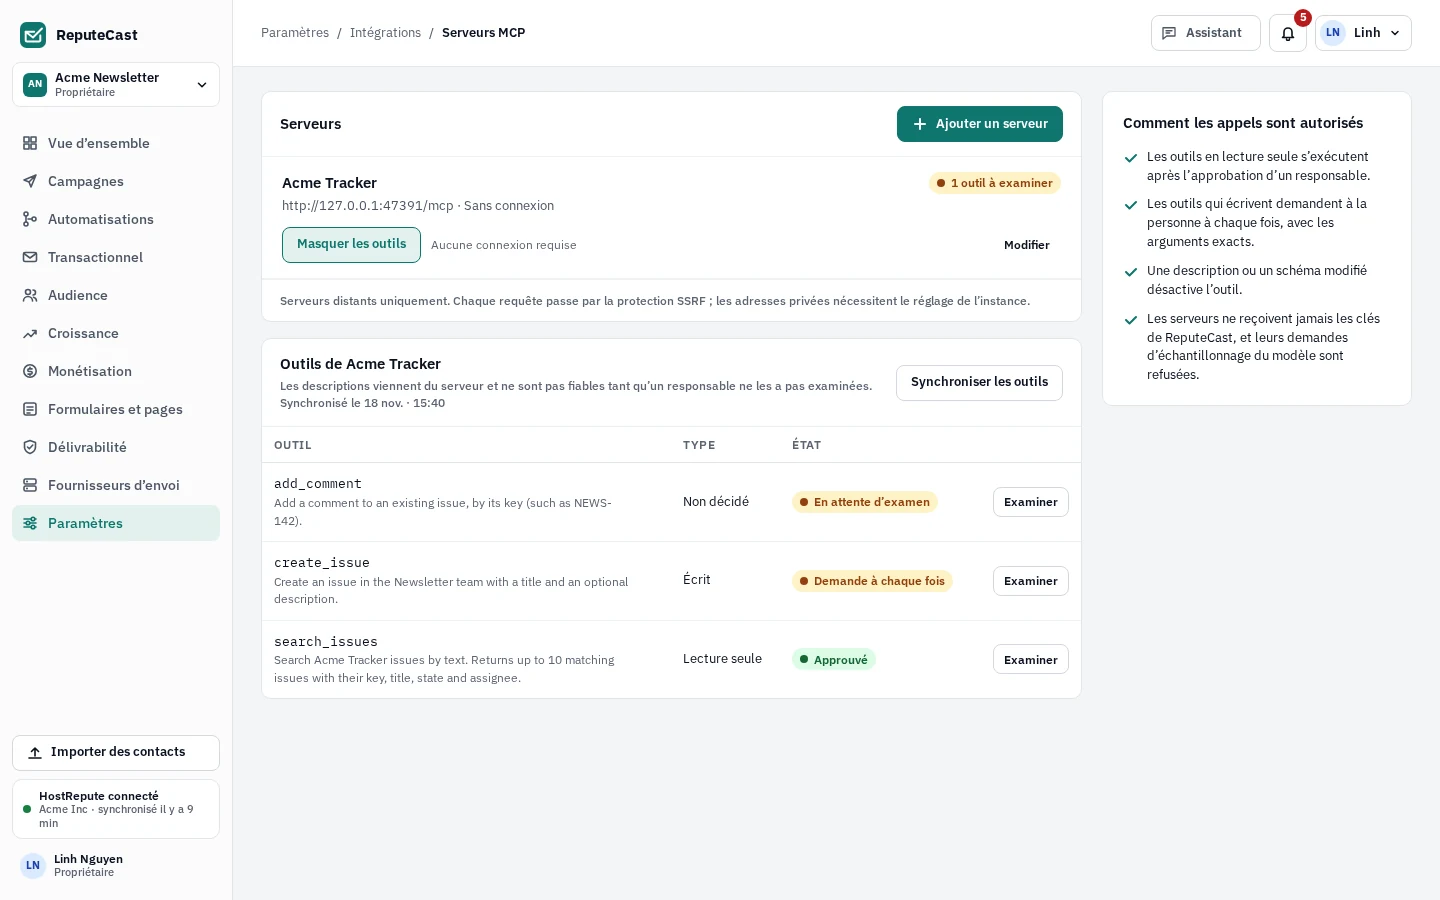 ReputeCast
AN
Acme Newsletter
Propriétaire
Vue d’ensemble
Campagnes
Automatisations
Transactionnel
Audience
Croissance
Monétisation
Formulaires et pages
Délivrabilité
Fournisseurs d’envoi
Paramètres
Importer des contacts
HostRepute connecté
Acme Inc · synchronisé il y a 9
min
LN
Linh Nguyen
Propriétaire
Paramètres / Intégrations / Serveurs MCP
Assistant
5
LN
Linh
Serveurs
Ajouter un serveur
Acme Tracker
1 outil à examiner
http://127.0.0.1:47391/mcp · Sans connexion
Masquer les outils
Aucune connexion requise
Modifier
Serveurs distants uniquement. Chaque requête passe par la protection SSRF ; les adresses privées nécessitent le réglage de l’instance.
Outils de Acme Tracker
Les descriptions viennent du serveur et ne sont pas fiables tant qu’un responsable ne les a pas examinées.
Synchronisé le 18 nov. · 15:40
Synchroniser les outils
OUTIL
TYPE
ÉTAT
add_comment
Add a comment to an existing issue, by its key (such as NEWS-
142).
Non décidé
En attente d’examen
Examiner
create_issue
Create an issue in the Newsletter team with a title and an optional
description.
Écrit
Demande à chaque fois
Examiner
search_issues
Search Acme Tracker issues by text. Returns up to 10 matching
issues with their key, title, state and assignee.
Lecture seule
Approuvé
Examiner
Comment les appels sont autorisés
Les outils en lecture seule s’exécutent
après l’approbation d’un responsable.
Les outils qui écrivent demandent à la
personne à chaque fois, avec les
arguments exacts.
Une description ou un schéma modifié
désactive l’outil.
Les serveurs ne reçoivent jamais les clés
de ReputeCast, et leurs demandes
d’échantillonnage du modèle sont
refusées.